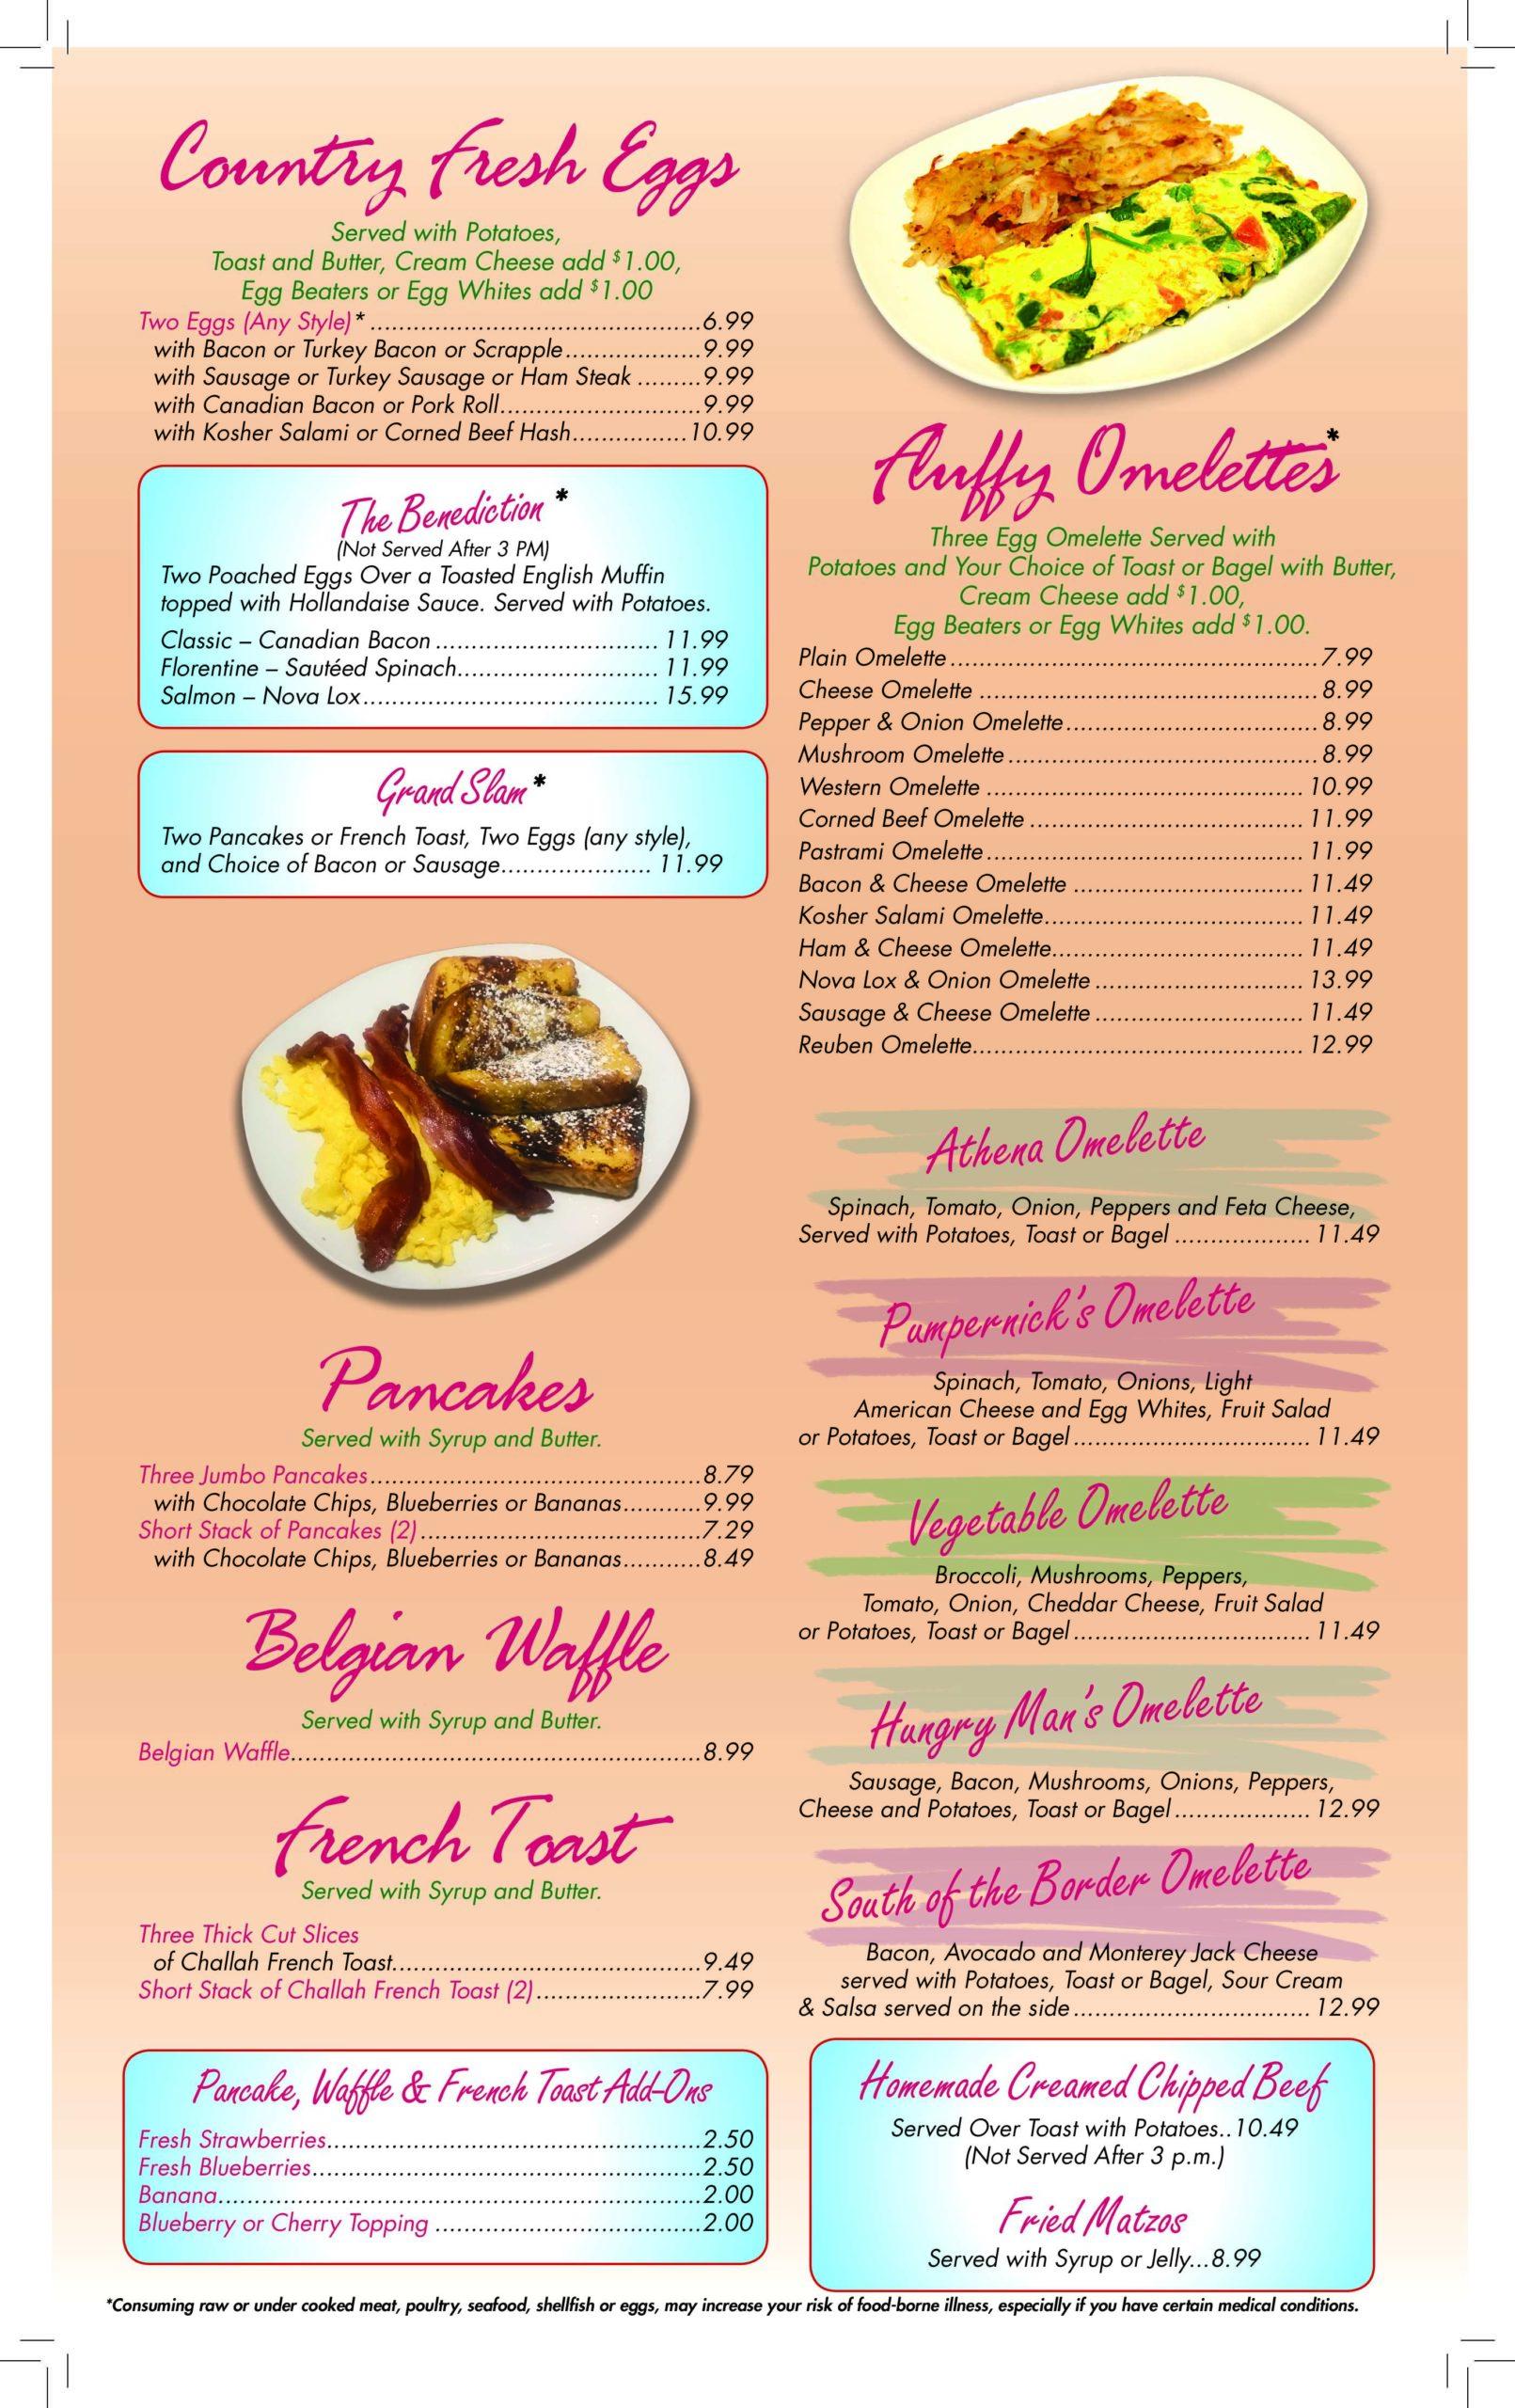 Country Fresh Eggs
Served with Potatoes,
Toast and Butter, Cream Cheese add $1.00,
Egg Beaters or Egg Whites add $1.00
Two Eggs (Any Style)*..............................................6.99
with Bacon or Turkey Bacon or Scrapple...................9.99
with Sausage or Turkey Sausage or Ham Steak .........9.99
with Canadian Bacon or Pork Roll............................9.99
with Kosher Salami or Corned Beef Hash................10.99
The Benediction *
(Not Served After 3 PM)
Two Poached Eggs Over a Toasted English Muffin
topped with Hollandaise Sauce. Served with Potatoes.
Classic – Canadian Bacon ............................... 11.99
Florentine – Sautéed Spinach............................ 11.99
Salmon – Nova Lox......................................... 15.99
Grand Slam *
Two Pancakes or French Toast, Two Eggs (any style),
and Choice of Bacon or Sausage..................... 11.99
Pancakes
Served with Syrup and Butter.
Three Jumbo Pancakes..............................................8.79
with Chocolate Chips, Blueberries or Bananas...........9.99
Short Stack of Pancakes (2).......................................7.29
with Chocolate Chips, Blueberries or Bananas...........8.49
Belgian Waffle
Served with Syrup and Butter.
Belgian Waffle.........................................................8.99
French Toast
Served with Syrup and Butter.
Three Thick Cut Slices
of Challah French Toast...........................................9.49
Short Stack of Challah French Toast (2).......................7.99
Pancake, Waffle & French Toast Add-Ons
Fresh Strawberries....................................................2.50
Fresh Blueberries......................................................2.50
Banana...................................................................2.00
Blueberry or Cherry Topping .....................................2.00
Fluffy Omelettes*
Three Egg Omelette Served with
Potatoes and Your Choice of Toast or Bagel with Butter,
Cream Cheese add $1.00,
Egg Beaters or Egg Whites add $1.00.
Plain Omelette...................................................7.99
Cheese Omelette ...............................................8.99
Pepper & Onion Omelette...................................8.99
Mushroom Omelette...........................................8.99
Western Omelette ............................................ 10.99
Corned Beef Omelette ...................................... 11.99
Pastrami Omelette............................................ 11.99
Bacon & Cheese Omelette ................................ 11.49
Kosher Salami Omelette.................................... 11.49
Ham & Cheese Omelette................................... 11.49
Nova Lox & Onion Omelette ............................. 13.99
Sausage & Cheese Omelette ............................. 11.49
Reuben Omelette.............................................. 12.99
Athena Omelette
Spinach, Tomato, Onion, Peppers and Feta Cheese,
Served with Potatoes, Toast or Bagel ................... 11.49
Pumpernick's Omelette
Spinach, Tomato, Onions, Light
American Cheese and Egg Whites, Fruit Salad
or Potatoes, Toast or Bagel................................. 11.49
Vegetable Omelette
Broccoli, Mushrooms, Peppers,
Tomato, Onion, Cheddar Cheese, Fruit Salad
or Potatoes, Toast or Bagel................................. 11.49
Hungry Man's Omelette
Sausage, Bacon, Mushrooms, Onions, Peppers,
Cheese and Potatoes, Toast or Bagel................... 12.99
South of the Border Omelette
Bacon, Avocado and Monterey Jack Cheese
served with Potatoes, Toast or Bagel, Sour Cream
& Salsa served on the side................................. 12.99
Homemade Creamed Chipped Beef
Served Over Toast with Potatoes..10.49
(Not Served After 3 p.m.)
Fried Matzos
Served with Syrup or Jelly...8.99
*Consuming raw or under cooked meat, poultry, seafood, shellfish or eggs, may increase your risk of food-borne illness, especially if you have certain medical conditions.